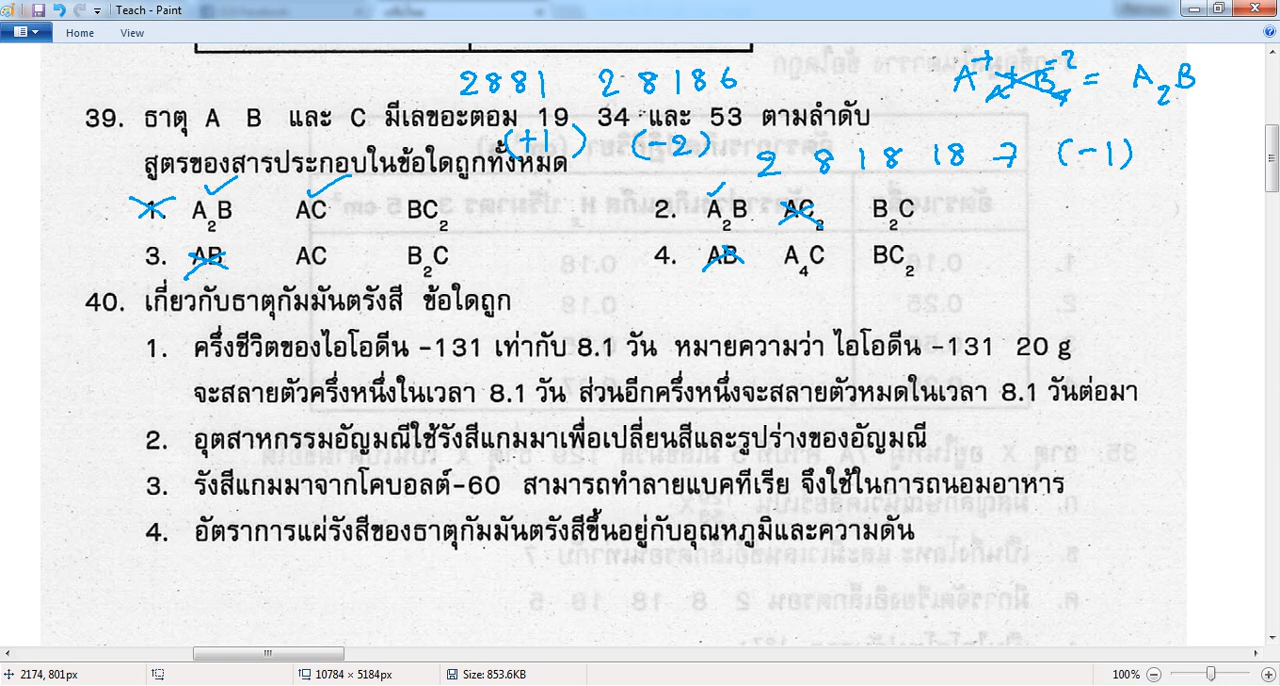 Teach - Paint
Home View
2 8 8 1 2 8 18 6 A+ B-2 = A2B
39. ธาตุ A B และ C มีเลขอะตอม 19 34 และ 53 ตามลำดับ
(+1) (-2)
สูตรของสารประกอบในข้อใดถูกทั้งหมด 2 8 18 18 7 (-1)
1. A2B AC BC2 2. A2B AC2 B2C
3. AB AC B2C 4. AB A4C BC2
40. เกี่ยวกับธาตุกัมมันตรังสี ข้อใดถูก
1. ครึ่งชีวิตของไอโอดีน -131 เท่ากับ 8.1 วัน หมายความว่า ไอโอดีน -131 20 g
จะสลายตัวครึ่งหนึ่งในเวลา 8.1 วัน ส่วนอีกครึ่งหนึ่งจะสลายตัวหมดในเวลา 8.1 วันต่อมา
2. อุตสาหกรรมอัญมณีใช้รังสีแกมมาเพื่อเปลี่ยนสีและรูปร่างของอัญมณี
3. รังสีแกมมาจากโคบอลต์-60 สามารถทำลายแบคทีเรีย จึงใช้ในการถนอมอาหาร
4. อัตราการแผ่รังสีของธาตุกัมมันตรังสีขึ้นอยู่กับอุณหภูมิและความดัน
2174, 801px 10784 × 5184px Size: 853.6KB 100%